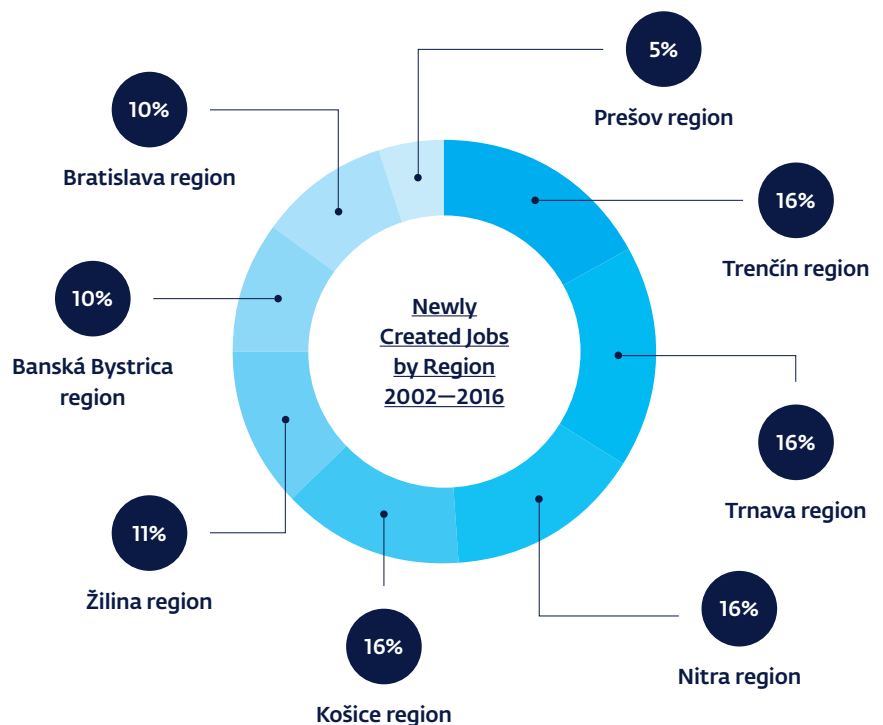 5%
Prešov region
16%
Trenčín region
16%
Trnava region
16%
Nitra region
16%
Košice region
11%
Žilina region
10%
Banská Bystrica
region
10%
Bratislava region
Newly
Created Jobs
by Region
2002—2016